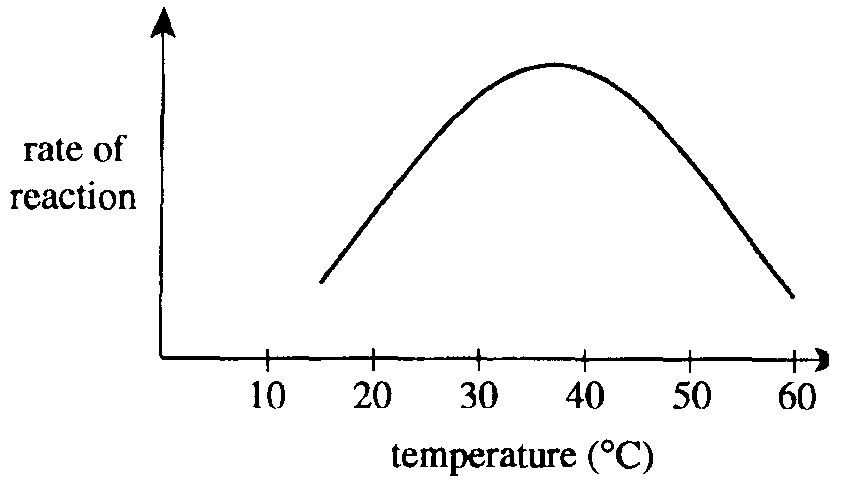 rate of
reaction
10 20 30 40 50 60
temperature (°C)